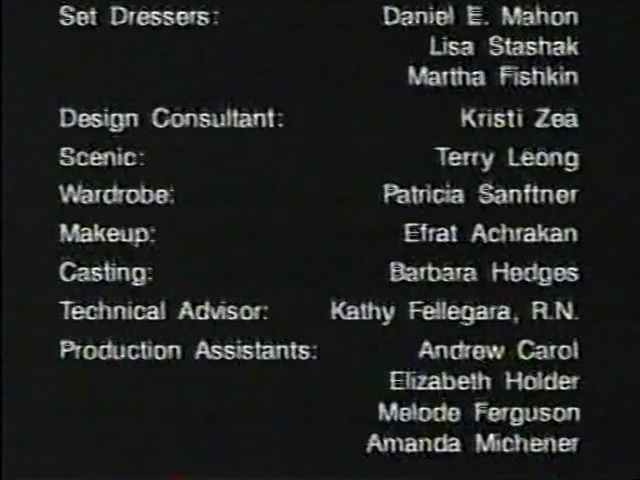 Set Dressers: Daniel E. Mahon
Lisa Stashak
Martha Fishkin
Design Consultant: Kristi Zea
Scenic: Terry Leong
Wardrobe: Patricia Sanftner
Makeup: Efrat Achrakan
Casting: Barbara Hedges
Technical Advisor: Kathy Fellegara, R.N.
Production Assistants: Andrew Carol
Elizabeth Holder
Melode Ferguson
Amanda Michener